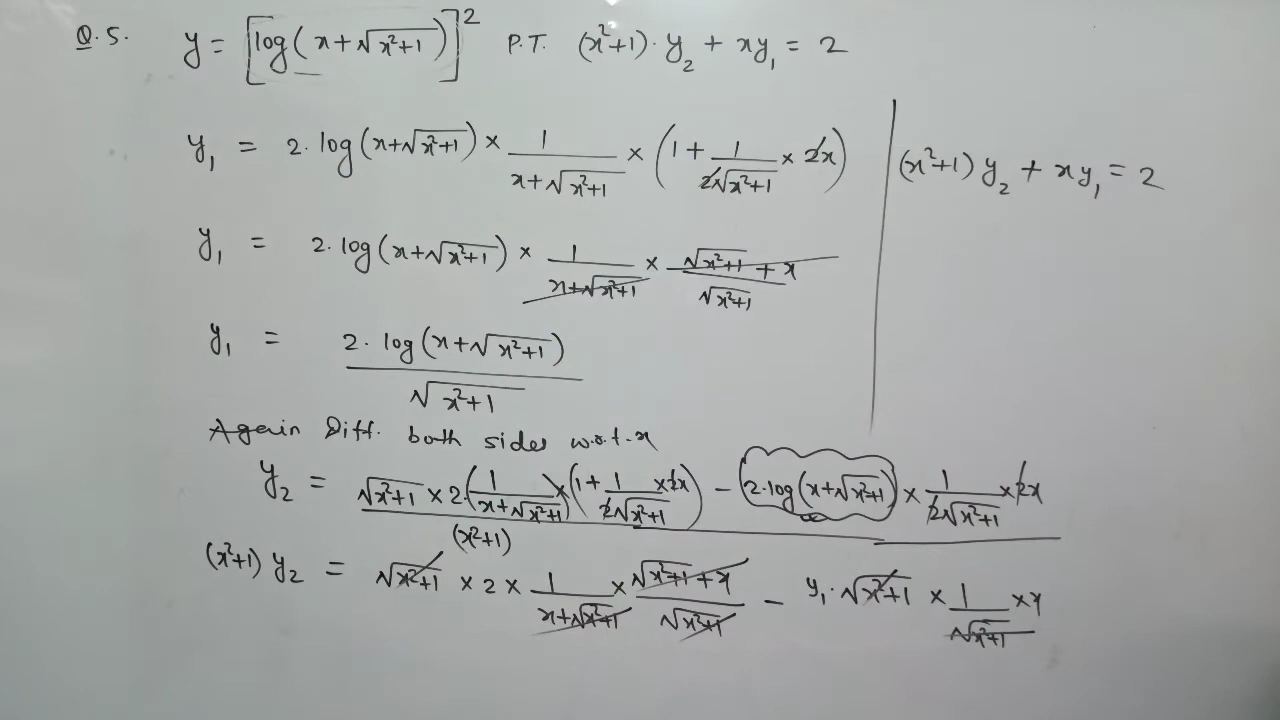 Q.5. y = [log(x+√(x²+1))]² P.T. (x²+1)·y₂ + xy₁ = 2
y₁ = 2·log(x+√(x²+1)) × 1/(x+√(x²+1)) × (1 + 1/(2√(x²+1)) × 2x)
(x²+1) y₂ + xy₁ = 2
y₁ = 2·log(x+√(x²+1)) × 1/(x+√(x²+1)) × (√(x²+1) + x)/√(x²+1)
y₁ = 2·log(x+√(x²+1))/√(x²+1)
Again Diff. both sides w.r.t. x
y₂ = [√(x²+1) × 2·(1/(x+√(x²+1))) × (1 + 1/(2√(x²+1)) × 2x) − 2·log(x+√(x²+1)) × 1/(2√(x²+1)) × 2x]/(x²+1)
(x²+1) y₂ = √(x²+1) × 2 × 1/(x+√(x²+1)) × (√(x²+1) + x)/√(x²+1) − y₁·√(x²+1) × 1/√(x²+1) × x